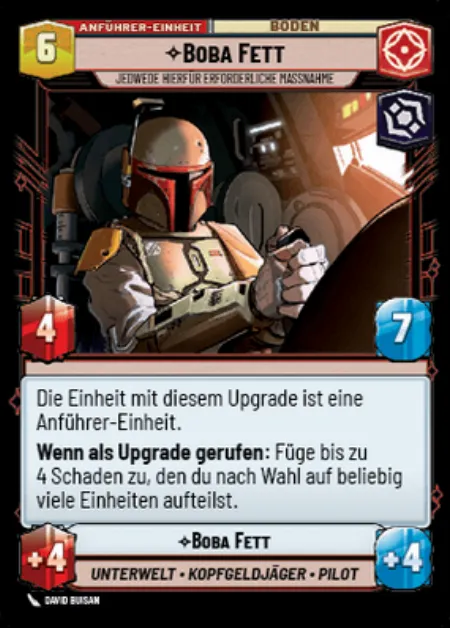 6
ANFÜHRER-EINHEIT
BODEN
BOBA FETT
JEDWEDE HIERFÜR ERFORDERLICHE MASSNAHME
4
7
Die Einheit mit diesem Upgrade ist eine
Anführer-Einheit.
Wenn als Upgrade gerufen: Füge bis zu
4 Schaden zu, den du nach Wahl auf beliebig
viele Einheiten aufteilst.
BOBA FETT
+4
+4
UNTERWELT • KOPFGELDJÄGER • PILOT
DAVID BUISAN